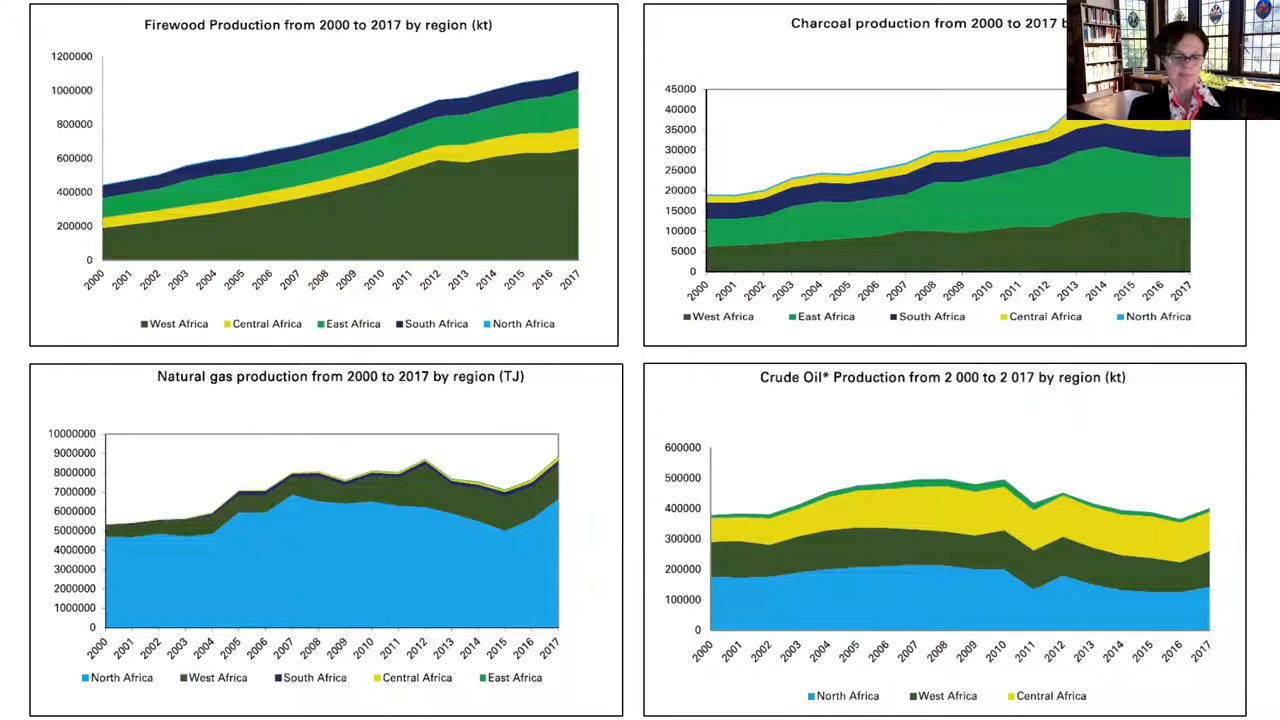 Firewood Production from 2000 to 2017 by region (kt)
1200000
1000000
800000
600000
400000
200000
0
2000 2001 2002 2003 2004 2005 2006 2007 2008 2009 2010 2011 2012 2013 2014 2015 2016 2017
West Africa Central Africa East Africa South Africa North Africa
Charcoal production from 2000 to 2017
45000
40000
35000
30000
25000
20000
15000
10000
5000
0
2000 2001 2002 2003 2004 2005 2006 2007 2008 2009 2010 2011 2012 2013 2014 2015 2016 2017
West Africa East Africa South Africa Central Africa North Africa
Natural gas production from 2000 to 2017 by region (TJ)
10000000
9000000
8000000
7000000
6000000
5000000
4000000
3000000
2000000
1000000
0
2000 2001 2002 2003 2004 2005 2006 2007 2008 2009 2010 2011 2012 2013 2014 2015 2016 2017
North Africa West Africa South Africa Central Africa East Africa
Crude Oil* Production from 2 000 to 2 017 by region (kt)
600000
500000
400000
300000
200000
100000
0
2000 2001 2002 2003 2004 2005 2006 2007 2008 2009 2010 2011 2012 2013 2014 2015 2016 2017
North Africa West Africa Central Africa